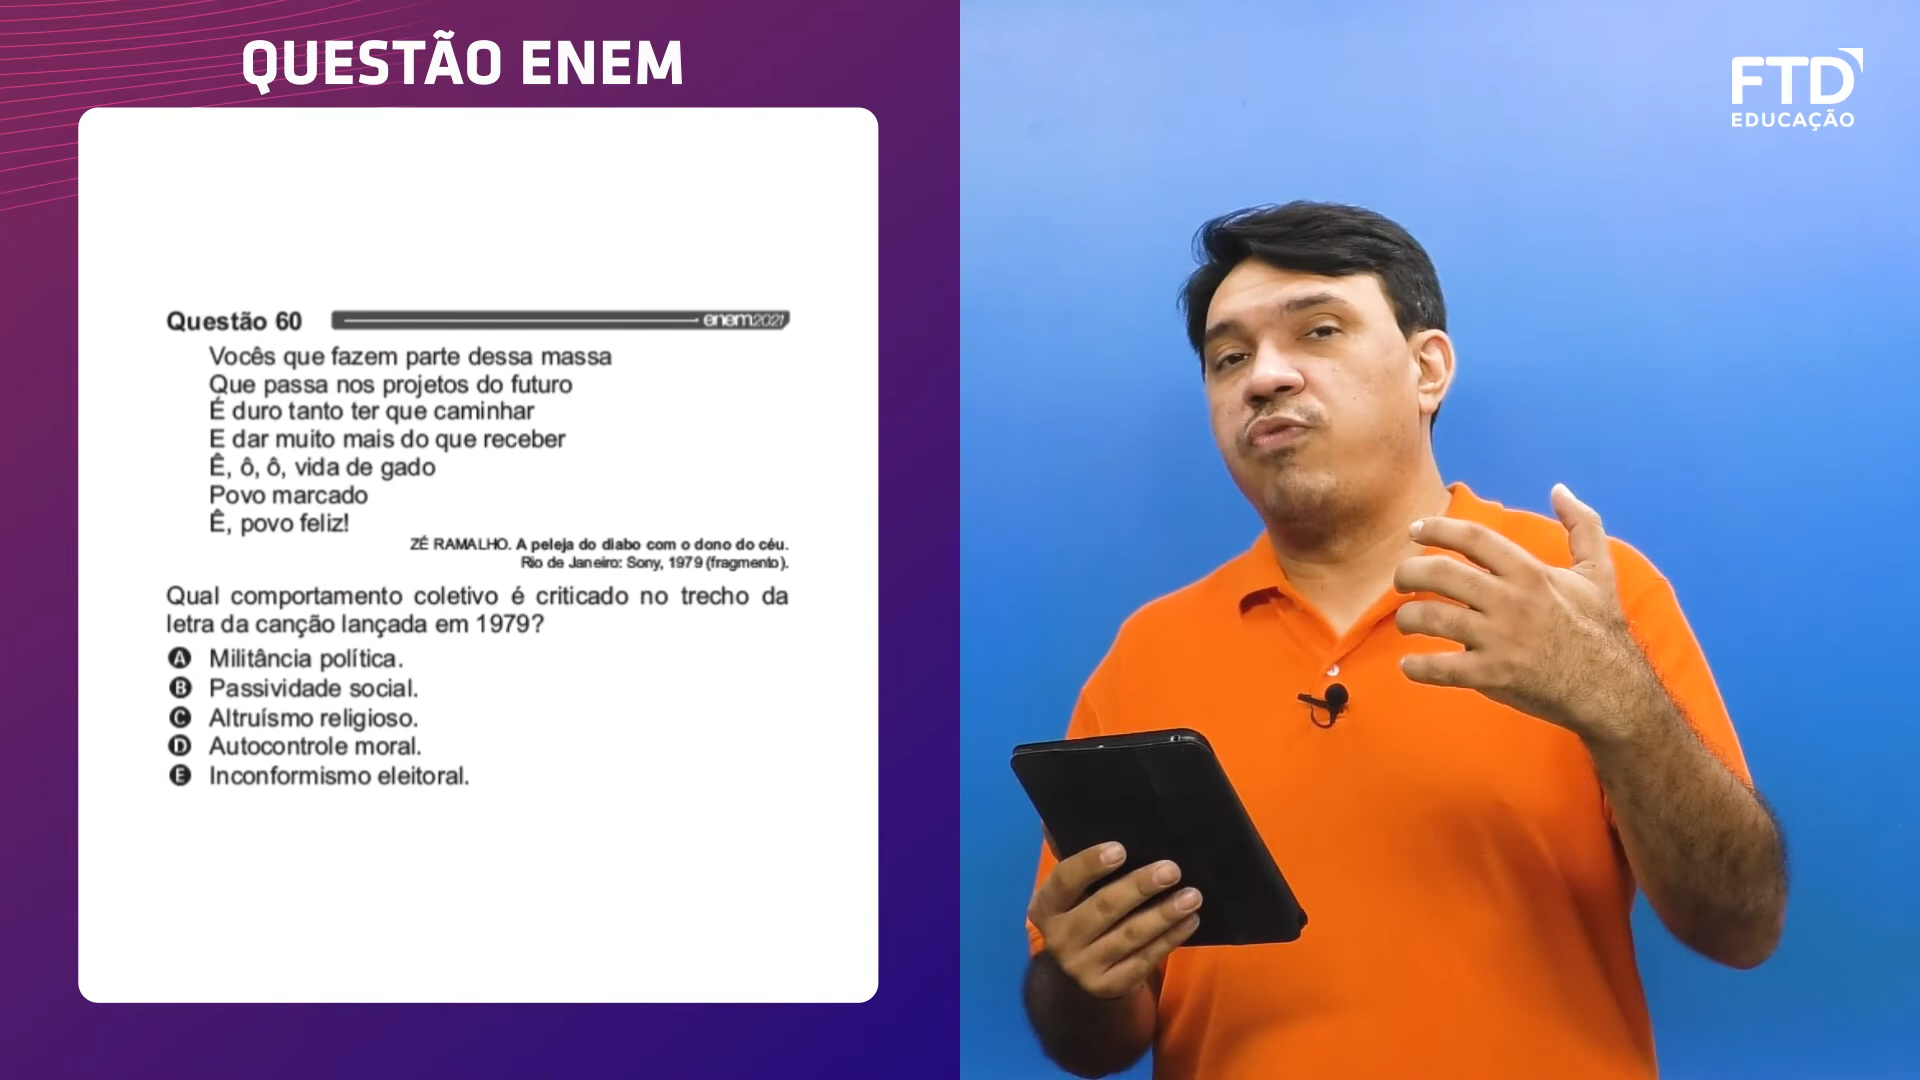 QUESTÃO ENEM
FTD
EDUCAÇÃO
Questão 60
enem2021
Vocês que fazem parte dessa massa
Que passa nos projetos do futuro
É duro tanto ter que caminhar
E dar muito mais do que receber
Ê, ô, ô, vida de gado
Povo marcado
Ê, povo feliz!
ZÉ RAMALHO. A peleja do diabo com o dono do céu.
Rio de Janeiro: Sony, 1979 (fragmento).
Qual comportamento coletivo é criticado no trecho da
letra da canção lançada em 1979?
A Militância política.
B Passividade social.
C Altruísmo religioso.
D Autocontrole moral.
E Inconformismo eleitoral.